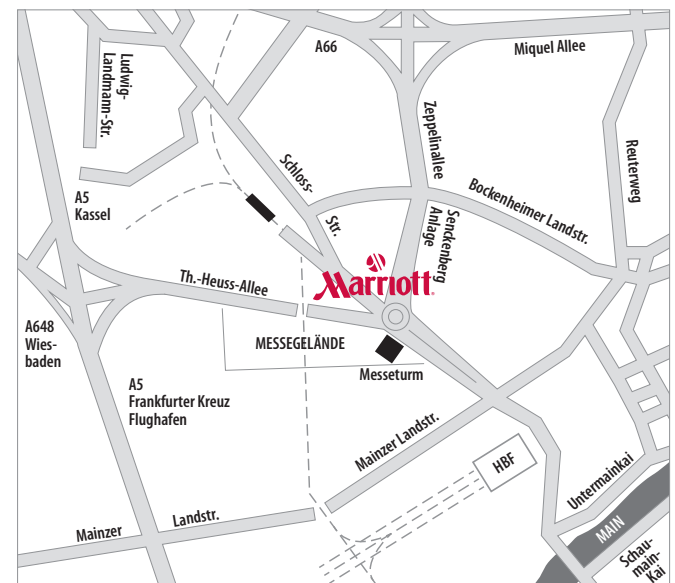 A66
Miquel Allee
Ludwig-
Landmann-Str.
Zeppelinallee
Reuterweg
Schloss-
Str.
A5
Kassel
Bockenheimer Landstr.
Senckenberg
Anlage
Th.-Heuss-Allee
Marriott
A648
Wies-
baden
MESSEGELÄNDE
Messeturm
A5
Frankfurter Kreuz
Flughafen
Mainzer Landstr.
HBF
Untermainkai
Mainzer
Landstr.
MAIN
Schau-
main-
Kai